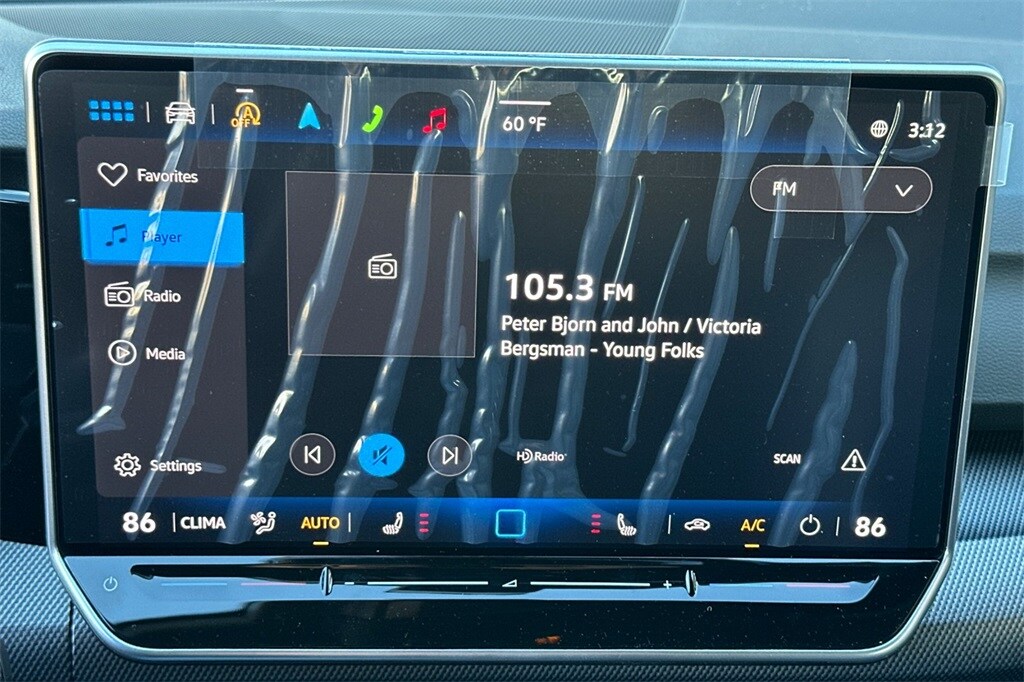 OFF A
60 °F
3:12
Favorites
FM
Player
Radio
105.3 FM
Peter Bjorn and John / Victoria
Bergsman - Young Folks
Media
Settings
HD Radio
SCAN
86 CLIMA AUTO A/C 86